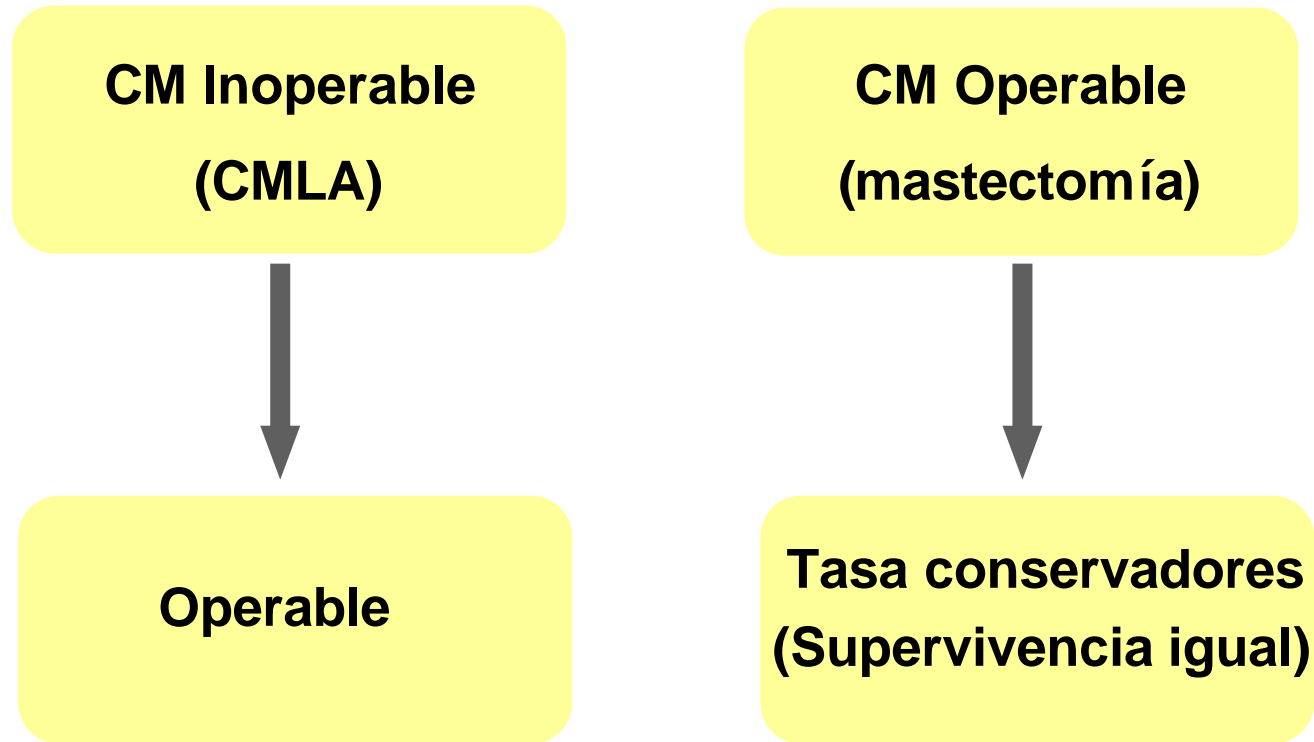 CM Inoperable
(CMLA)
CM Operable
(mastectomía)
Operable
Tasa conservadores
(Supervivencia igual)